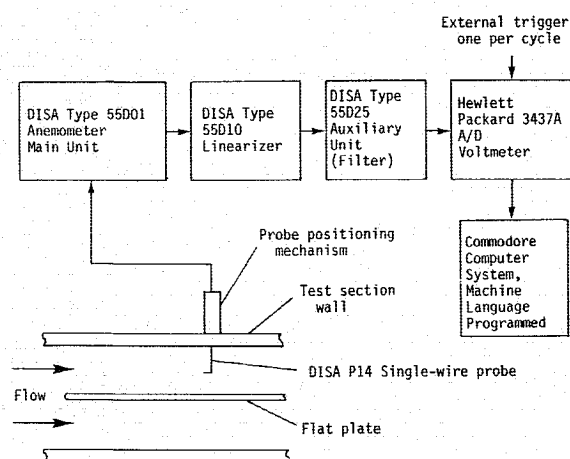 External trigger
one per cycle
DISA Type 55D01
Anemometer
Main Unit
DISA Type
55D10
Linearizer
DISA Type
55D25
Auxiliary
Unit
(Filter)
Hewlett
Packard 3437A
A/D
Voltmeter
Commodore
Computer
System,
Machine
Language
Programmed
Probe positioning
mechanism
Test section
wall
DISA P14 Single-wire probe
Flow
Flat plate